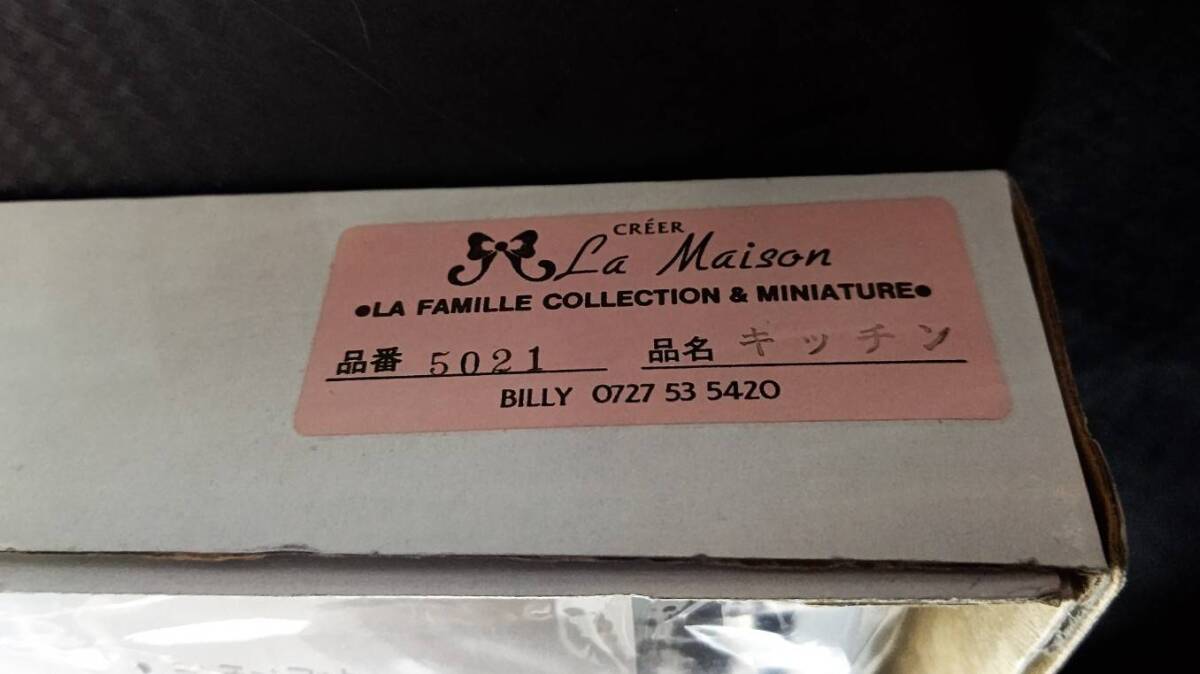 CRÉER
La Maison
●LA FAMILLE COLLECTION & MINIATURE●
品番 5021 品名 キッチン
BILLY 0727 53 5420